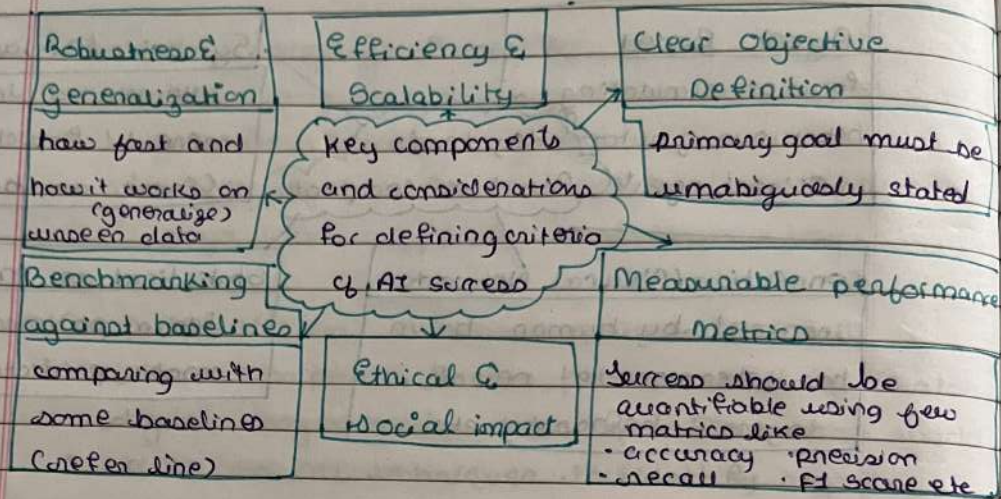 Robustness &
Generalization
how fast and
how it works on
(generalize)
unseen data
Efficiency &
Scalability
Clear Objective
Definition
primary goal must be
umabiguously stated
Key components
and considerations
for defining criteria
of AI success
Benchmarking
against baselines
comparing with
some baselines
(refer line)
Ethical &
social impact
Measurable performance
Metrics
Success should be
quantifiable using few
matrics like
· accuracy · precision
· recall · F1 score etc